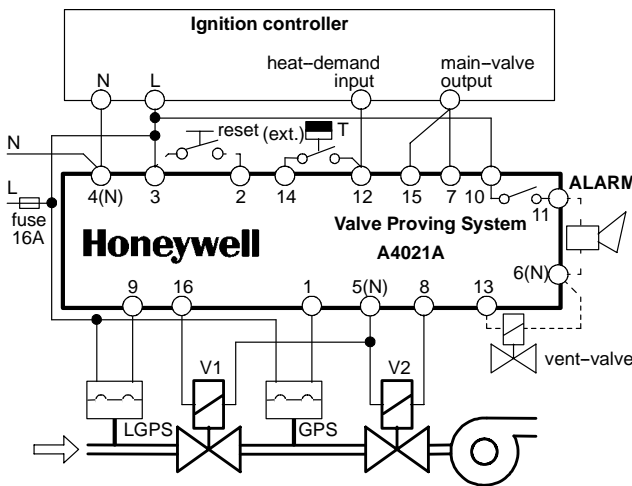 Ignition controller
N L heat-demand input main-valve output
reset (ext.) T
N
L
fuse 16A
4(N) 3 2 14 12 15 7 10
ALARM
11
Valve Proving System
Honeywell
A4021A
6(N)
9 16 1 5(N) 8 13
V1 V2
vent-valve
LGPS GPS